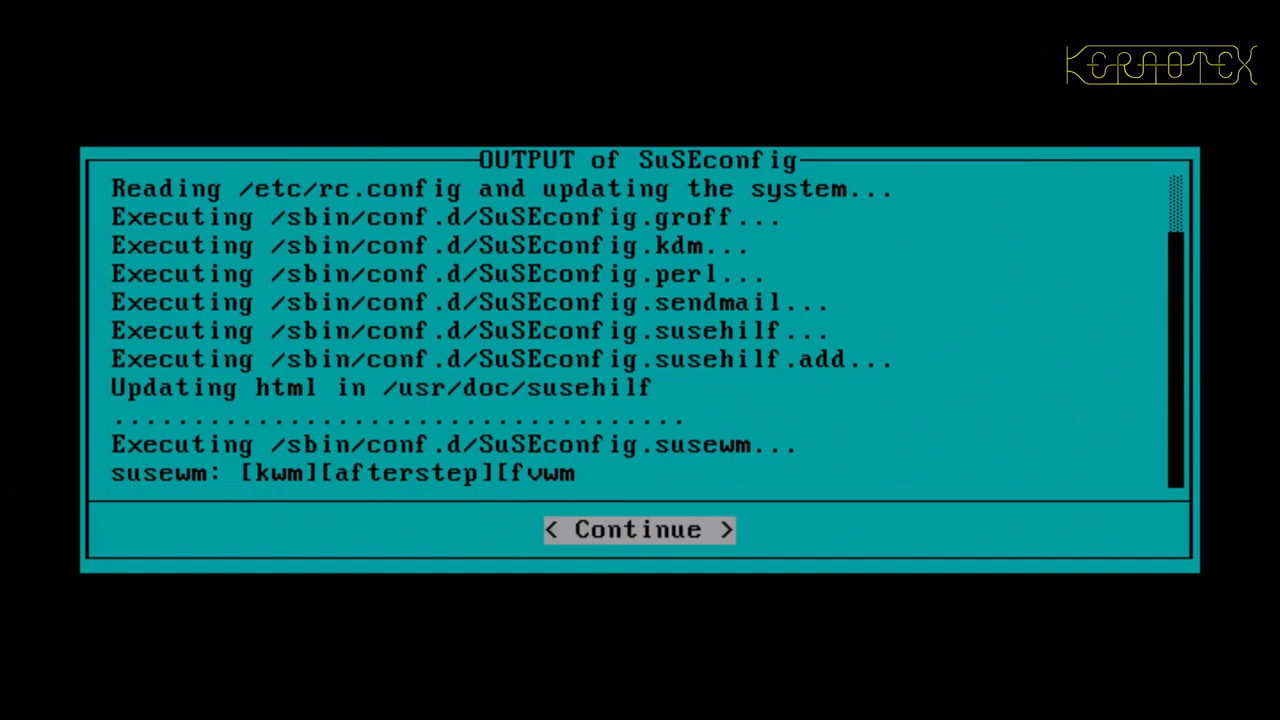 KERNOTEX
OUTPUT of SuSEconfig
Reading /etc/rc.config and updating the system...
Executing /sbin/conf.d/SuSEconfig.groff...
Executing /sbin/conf.d/SuSEconfig.kdm...
Executing /sbin/conf.d/SuSEconfig.perl...
Executing /sbin/conf.d/SuSEconfig.sendmail...
Executing /sbin/conf.d/SuSEconfig.susehilf...
Executing /sbin/conf.d/SuSEconfig.susehilf.add...
Updating html in /usr/doc/susehilf
....................................
Executing /sbin/conf.d/SuSEconfig.susewm...
susewm: [kwm][afterstep][fvwm
< Continue >